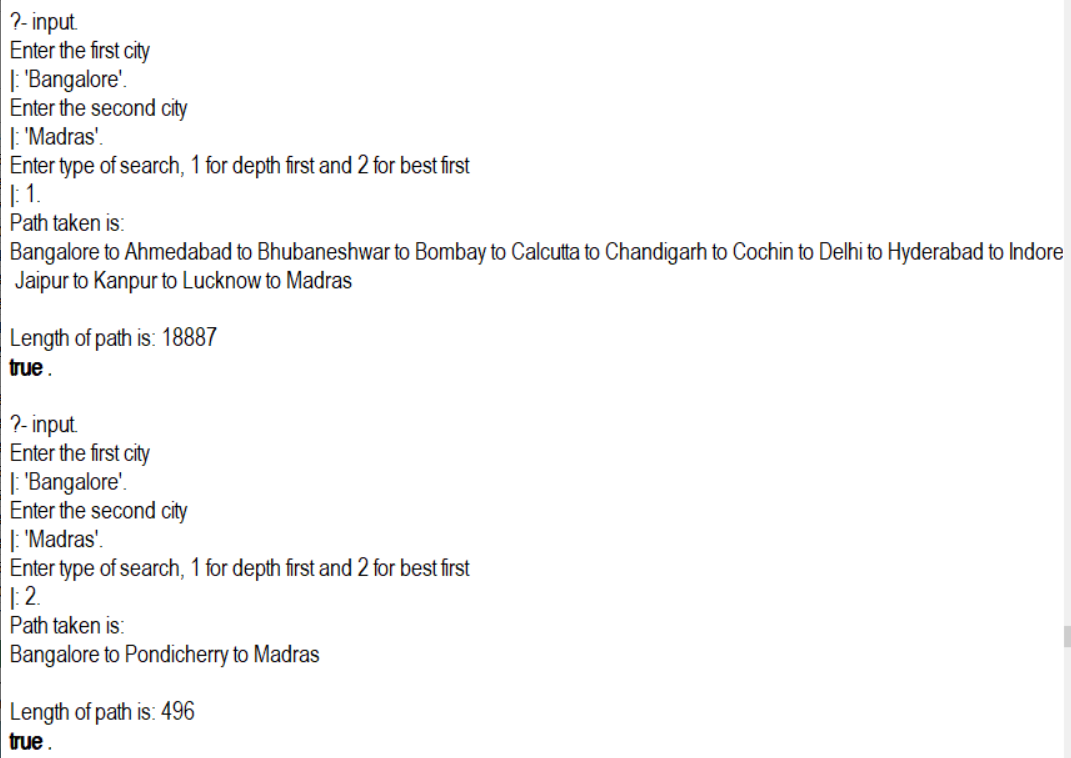 ?- input.
Enter the first city
|: 'Bangalore'.
Enter the second city
|: 'Madras'.
Enter type of search, 1 for depth first and 2 for best first
|: 1.
Path taken is:
Bangalore to Ahmedabad to Bhubaneshwar to Bombay to Calcutta to Chandigarh to Cochin to Delhi to Hyderabad to Indore
Jaipur to Kanpur to Lucknow to Madras
Length of path is: 18887
true .
?- input.
Enter the first city
|: 'Bangalore'.
Enter the second city
|: 'Madras'.
Enter type of search, 1 for depth first and 2 for best first
|: 2.
Path taken is:
Bangalore to Pondicherry to Madras
Length of path is: 496
true .